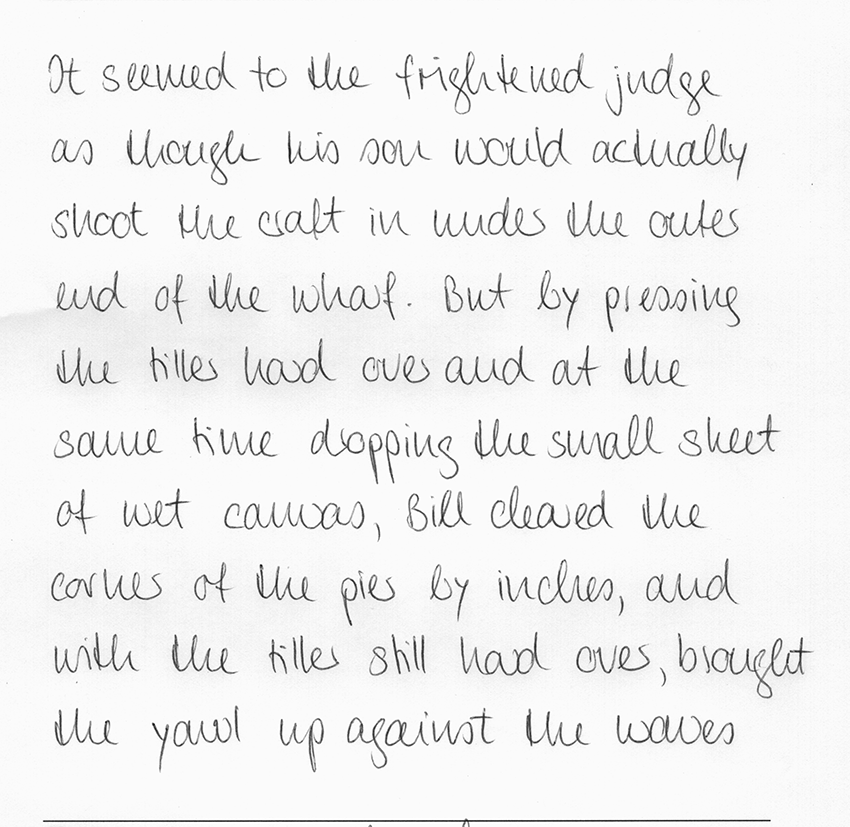 It seemed to the frightened judge
as though his son would actually
shoot the craft in under the outer
end of the wharf. But by pressing
the tiller hard over and at the
same time dropping the small sheet
of wet canvas, Bill cleared the
corner of the pier by inches, and
with the tiller still hard over, brought
the yawl up against the waves